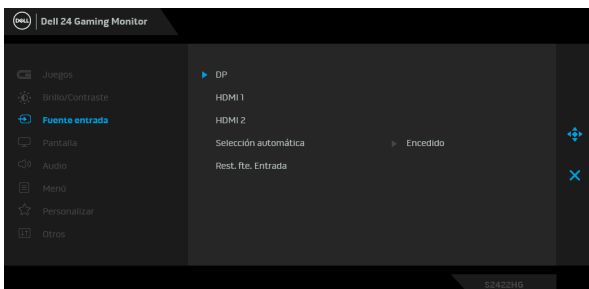 DELL Dell 24 Gaming Monitor
Juegos
Brillo/Contraste
Fuente entrada
Pantalla
Audio
Menú
Personalizar
Otros
DP
HDMI 1
HDMI 2
Selección automática Encedido
Rest. fte. Entrada
S2422HG